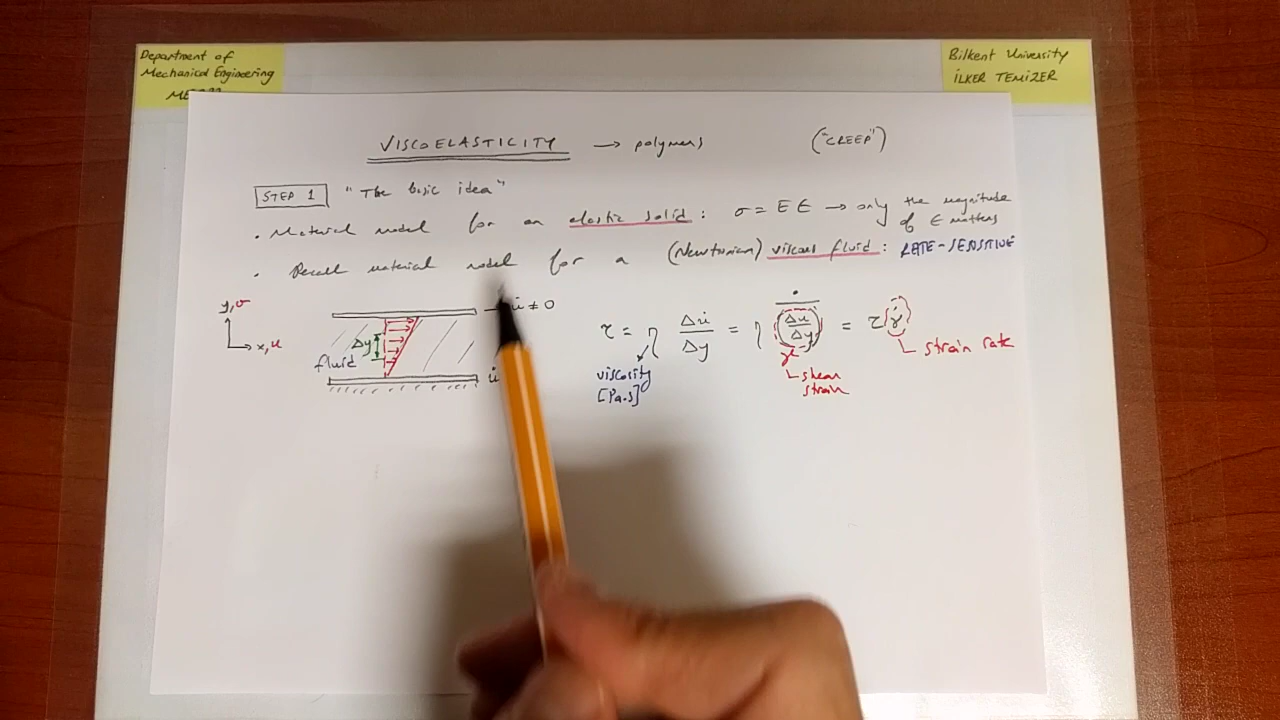 Department of
Mechanical Engineering
Bilkent University
İLKER TEMİZER
VISCOELASTICITY → polymers ("CREEP")
STEP 1 "The basic idea"
• Material model for an elastic solid: σ = E ϵ → only the magnitude
of ϵ matters
• Recall material model for a (Newtonian) viscous fluid: RATE-SENSITIVE
y,v
x,u
Δy
fluid
u̇ ≠ 0
u̇
τ = η Δu̇/Δy = η (Δu/Δy)˙ = τ γ̇
viscosity
[Pa.s]
γ
shear
strain
strain rate